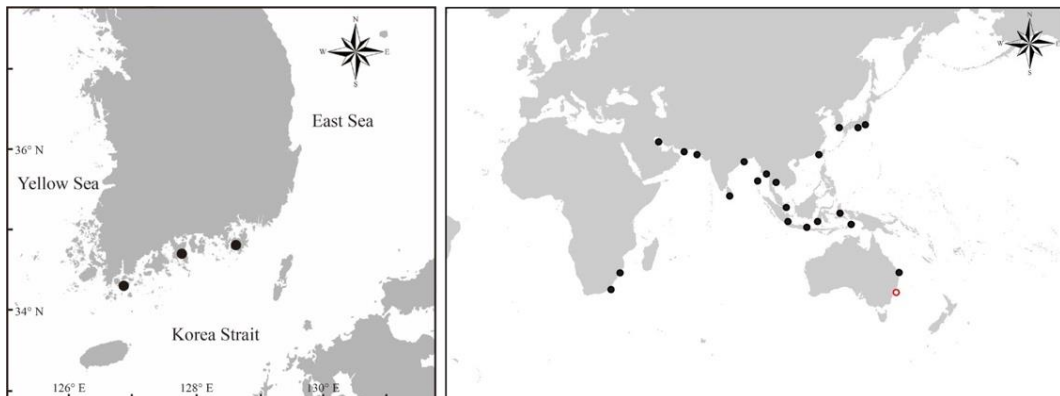 N
W
E
S
East Sea
36° N
Yellow Sea
34° N
Korea Strait
126° E
128° E
130° E
N
W
E
S